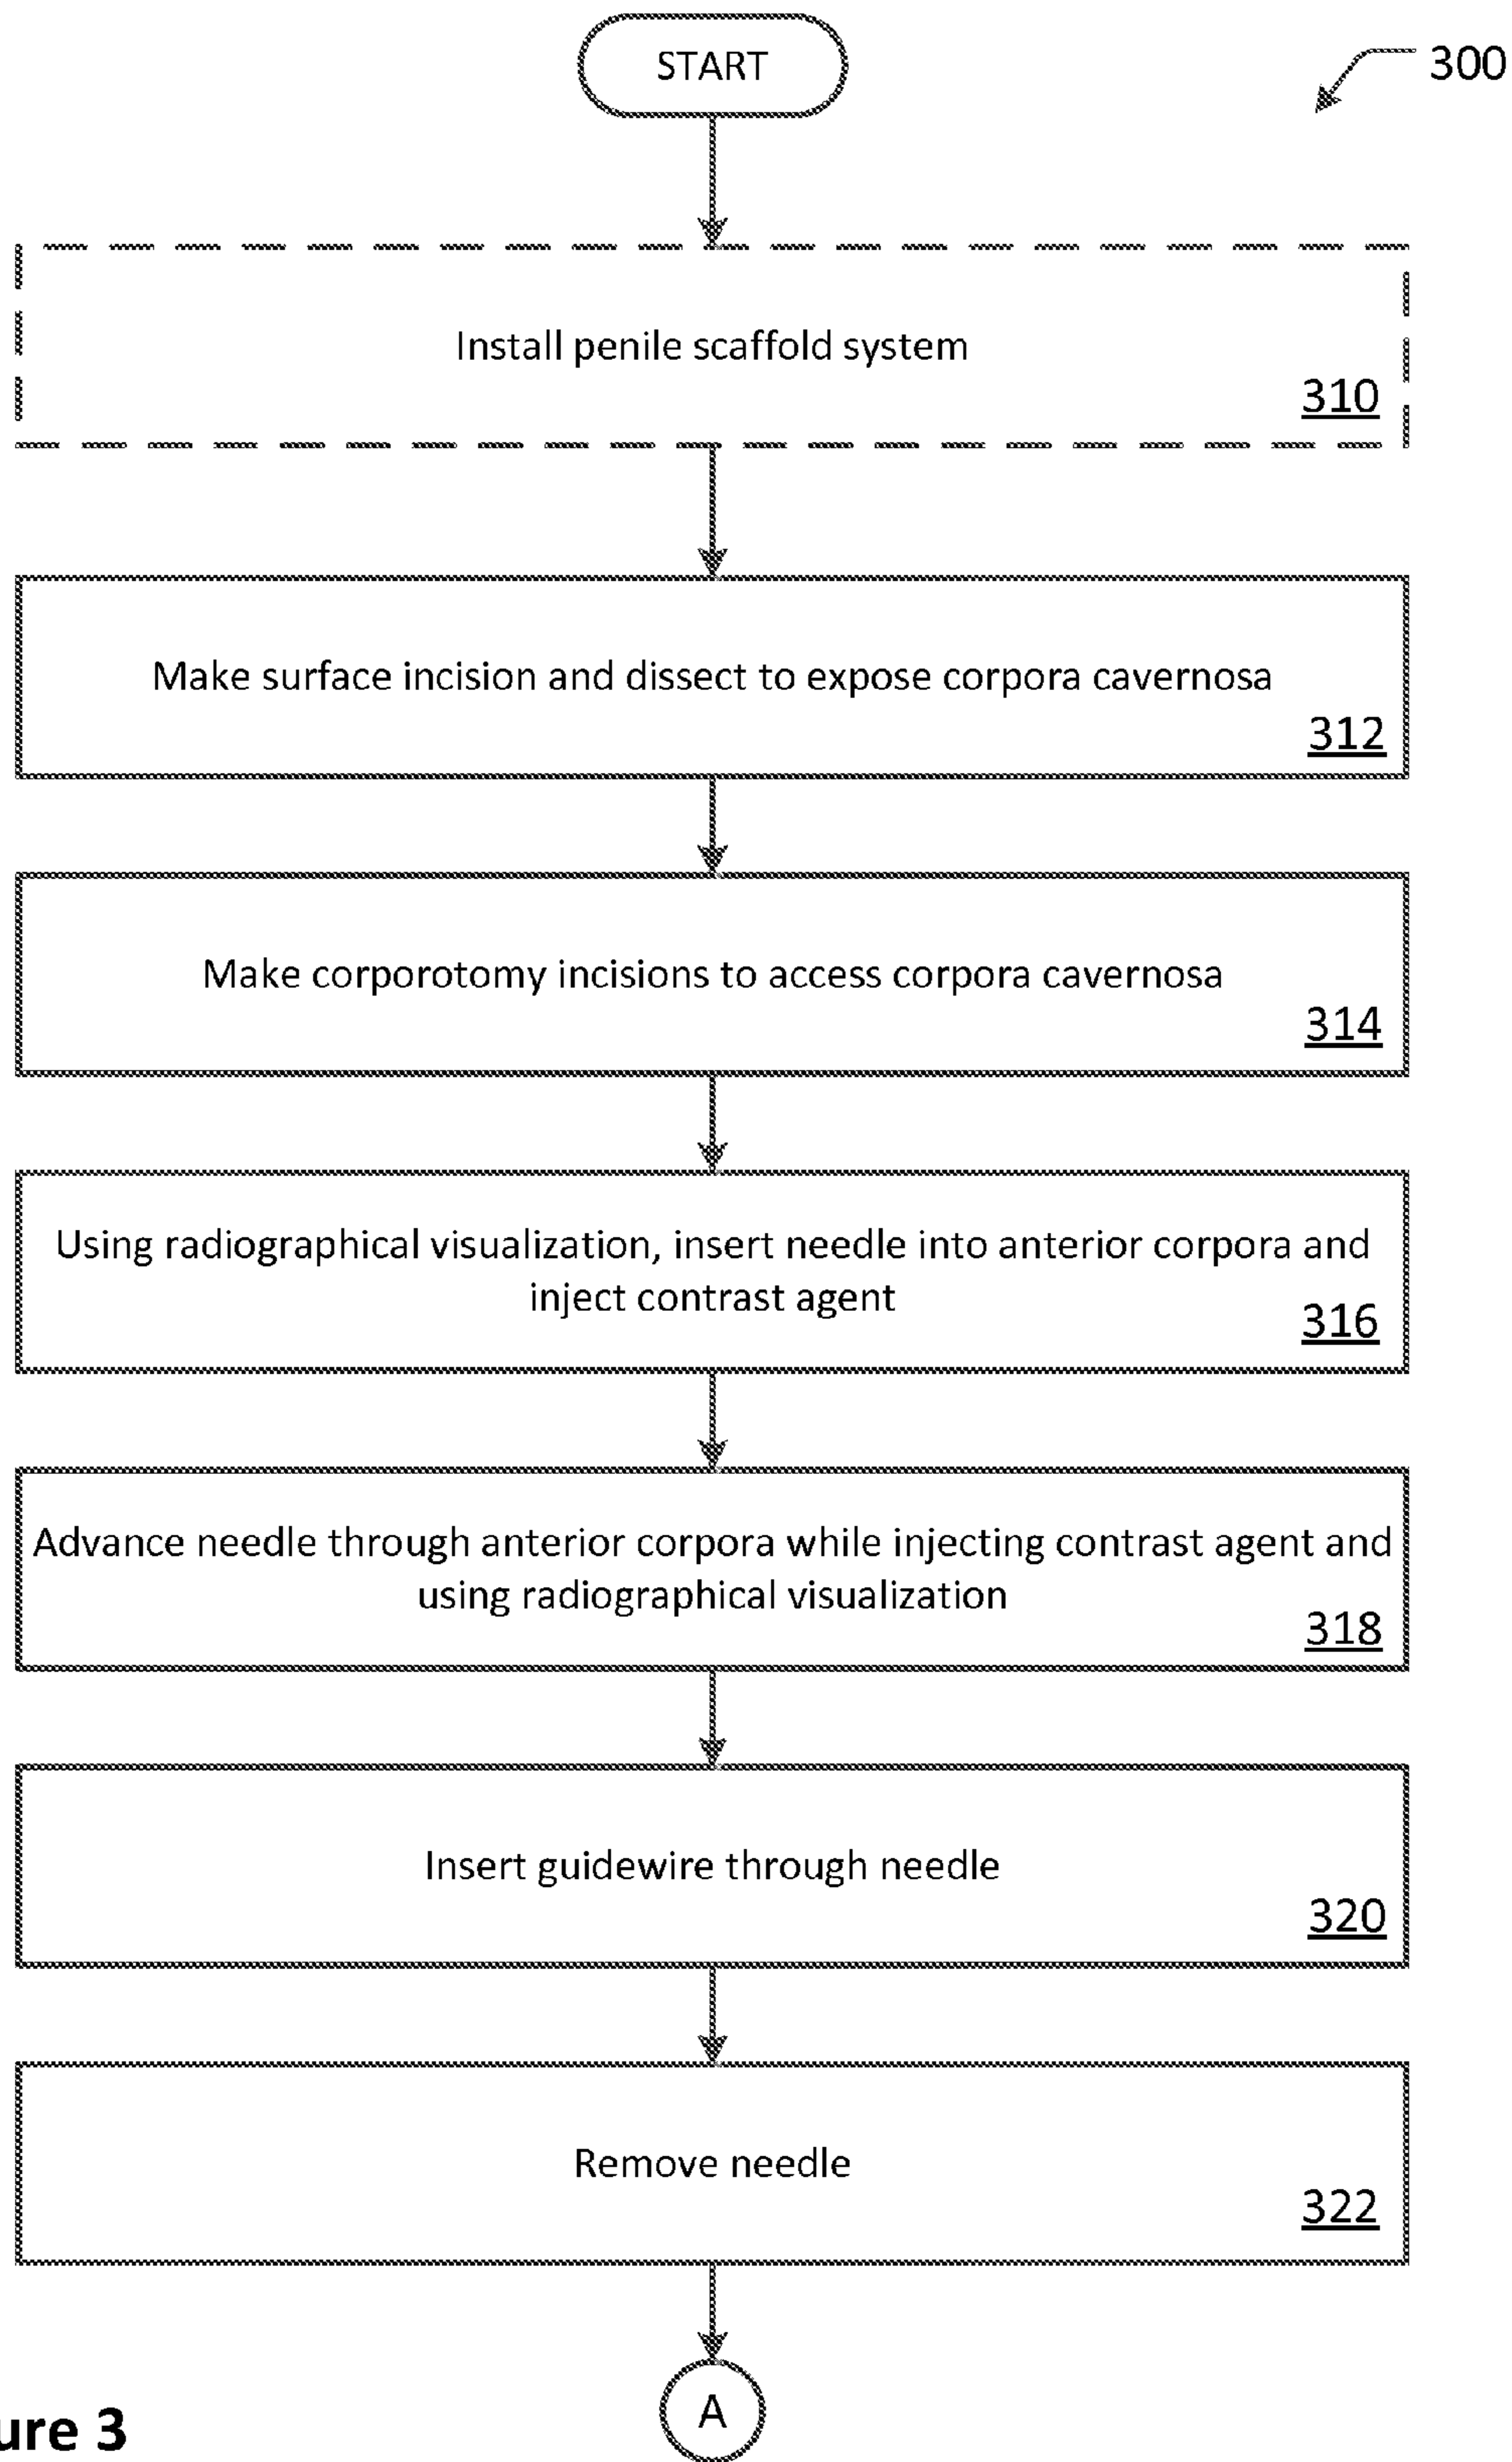 START
300
Install penile scaffold system
310
Make surface incision and dissect to expose corpora cavernosa
312
Make corporotomy incisions to access corpora cavernosa
314
Using radiographical visualization, insert needle into anterior corpora and
inject contrast agent
316
Advance needle through anterior corpora while injecting contrast agent and
using radiographical visualization
318
Insert guidewire through needle
320
Remove needle
322
A
ure 3